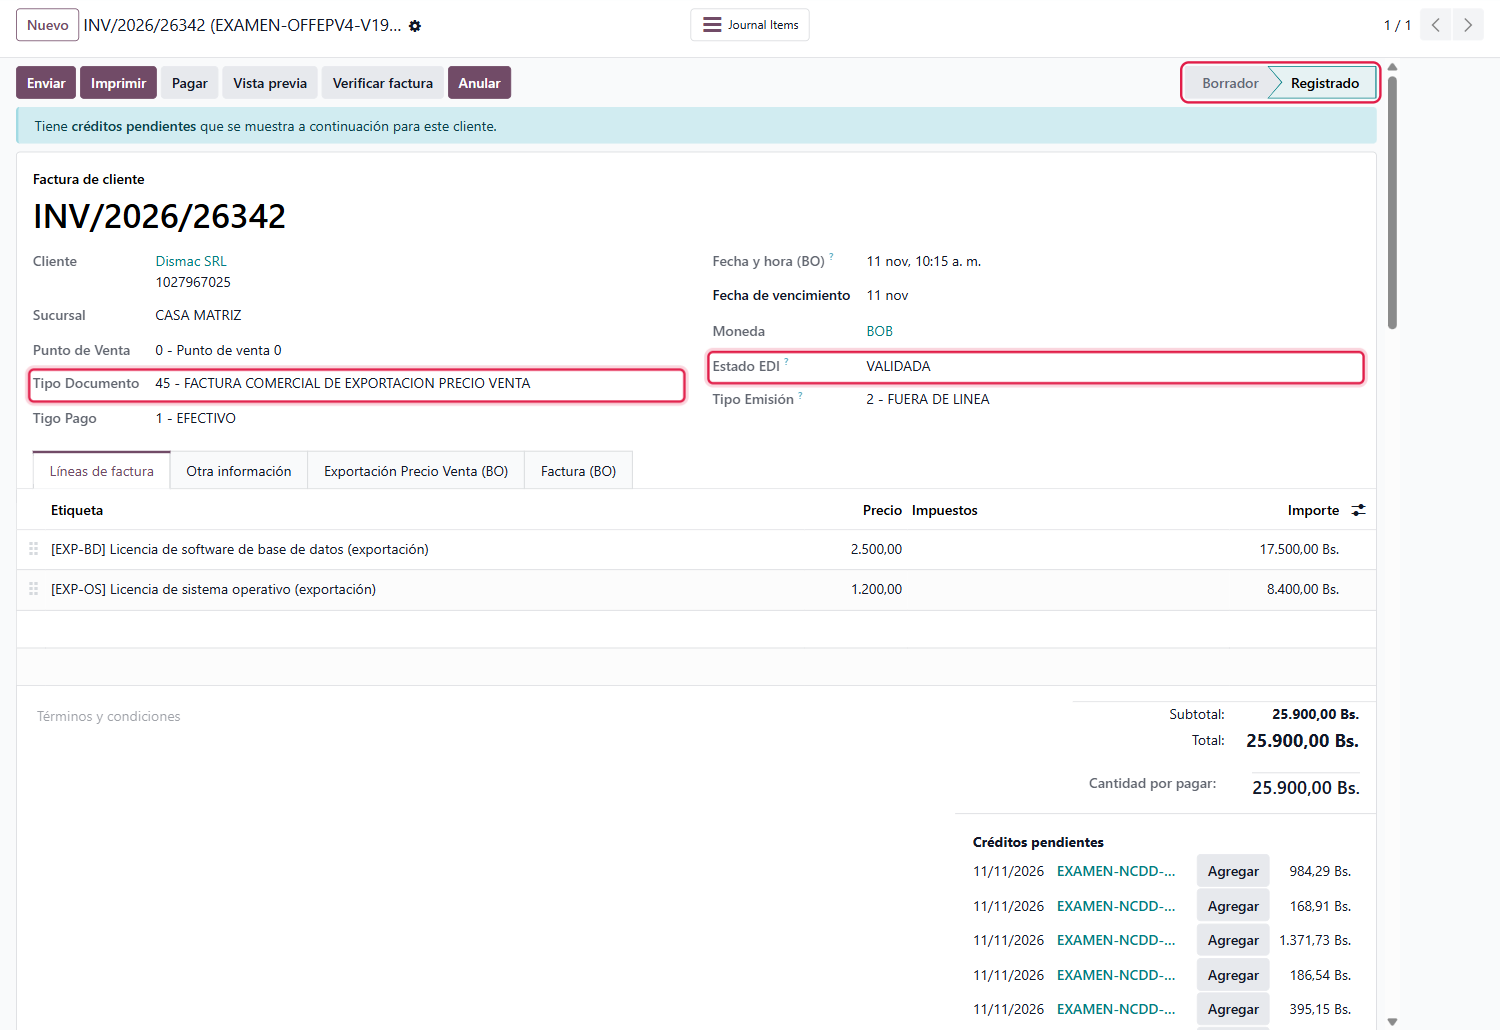 Nuevo INV/2026/26342 (EXAMEN-OFFEPV4-V19... Journal Items 1 / 1
Enviar Imprimir Pagar Vista previa Verificar factura Anular Borrador Registrado
Tiene créditos pendientes que se muestra a continuación para este cliente.
Factura de cliente
INV/2026/26342
Cliente Dismac SRL
1027967025
Sucursal CASA MATRIZ
Punto de Venta 0 - Punto de venta 0
Tipo Documento 45 - FACTURA COMERCIAL DE EXPORTACION PRECIO VENTA
Tigo Pago 1 - EFECTIVO
Fecha y hora (BO) ? 11 nov, 10:15 a. m.
Fecha de vencimiento 11 nov
Moneda BOB
Estado EDI ? VALIDADA
Tipo Emisión ? 2 - FUERA DE LINEA
Líneas de factura Otra información Exportación Precio Venta (BO) Factura (BO)
Etiqueta Precio Impuestos Importe
[EXP-BD] Licencia de software de base de datos (exportación) 2.500,00 17.500,00 Bs.
[EXP-OS] Licencia de sistema operativo (exportación) 1.200,00 8.400,00 Bs.
Términos y condiciones
Subtotal: 25.900,00 Bs.
Total: 25.900,00 Bs.
Cantidad por pagar: 25.900,00 Bs.
Créditos pendientes
11/11/2026 EXAMEN-NCDD-... Agregar 984,29 Bs.
11/11/2026 EXAMEN-NCDD-... Agregar 168,91 Bs.
11/11/2026 EXAMEN-NCDD-... Agregar 1.371,73 Bs.
11/11/2026 EXAMEN-NCDD-... Agregar 186,54 Bs.
11/11/2026 EXAMEN-NCDD-... Agregar 395,15 Bs.